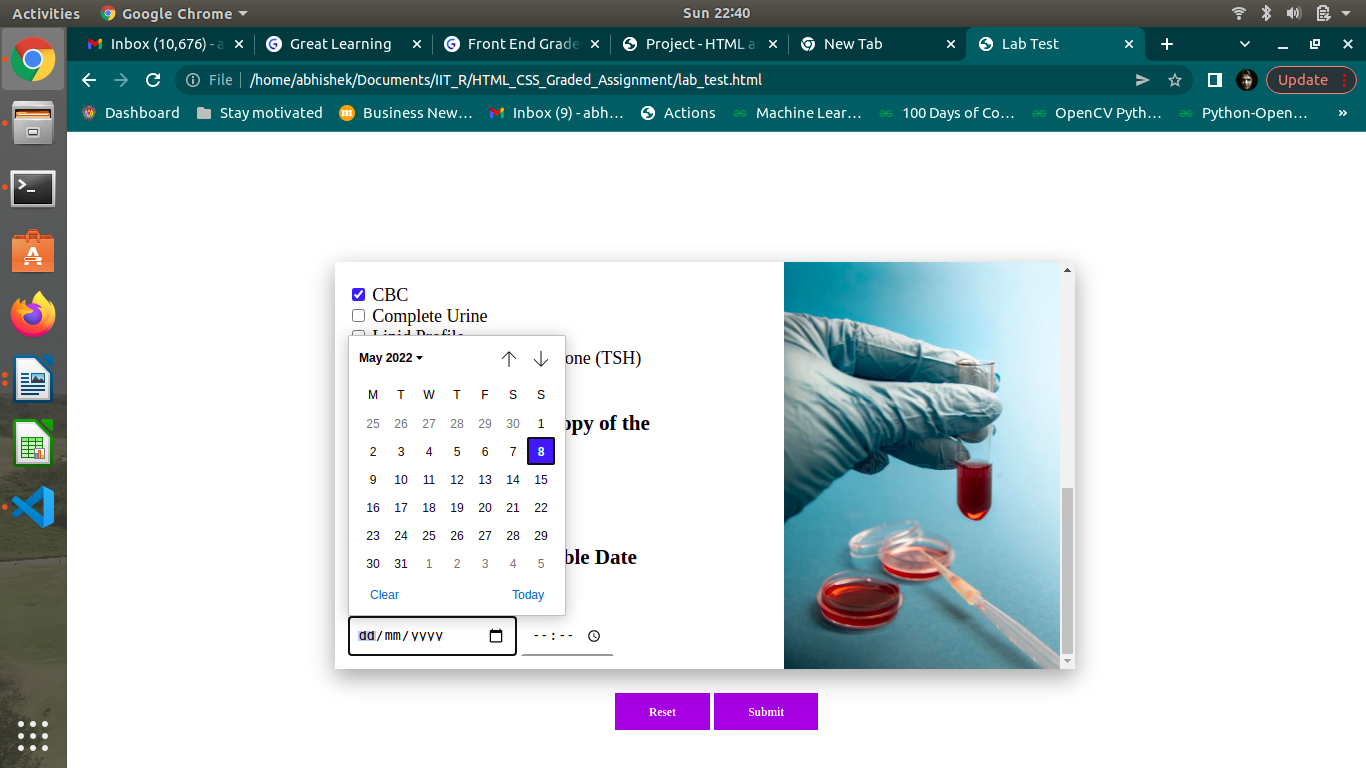 Activities
Google Chrome
Sun 22:40
Inbox (10,676) - a
Great Learning
Front End Grade
Project - HTML a
New Tab
Lab Test
File
/home/abhishek/Documents/IIT_R/HTML_CSS_Graded_Assignment/lab_test.html
Update
Dashboard
Stay motivated
Business New…
Inbox (9) - abh…
Actions
Machine Lear…
100 Days of Co…
OpenCV Pyth…
Python-Open…
»
CBC
Complete Urine
Lipid Profile
one (TSH)
May 2022
M T W T F S S
25 26 27 28 29 30 1
2 3 4 5 6 7 8
9 10 11 12 13 14 15
16 17 18 19 20 21 22
23 24 25 26 27 28 29
30 31 1 2 3 4 5
Clear Today
opy of the
ble Date
dd/mm/yyyy
--:--
Reset
Submit